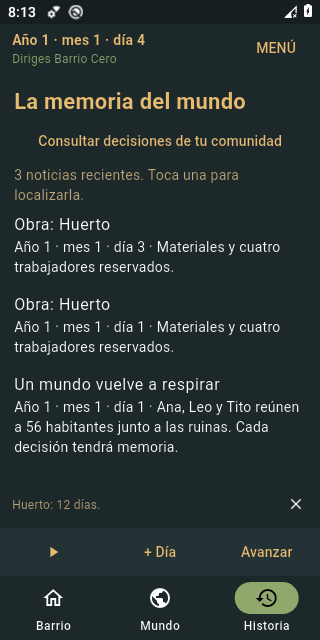 8:13
Año 1 · mes 1 · día 4
Diriges Barrio Cero
MENÚ
La memoria del mundo
Consultar decisiones de tu comunidad
3 noticias recientes. Toca una para
localizarla.
Obra: Huerto
Año 1 · mes 1 · día 3 · Materiales y cuatro
trabajadores reservados.
Obra: Huerto
Año 1 · mes 1 · día 1 · Materiales y cuatro
trabajadores reservados.
Un mundo vuelve a respirar
Año 1 · mes 1 · día 1 · Ana, Leo y Tito reúnen
a 56 habitantes junto a las ruinas. Cada
decisión tendrá memoria.
Huerto: 12 días.
+ Día
Avanzar
Barrio
Mundo
Historia